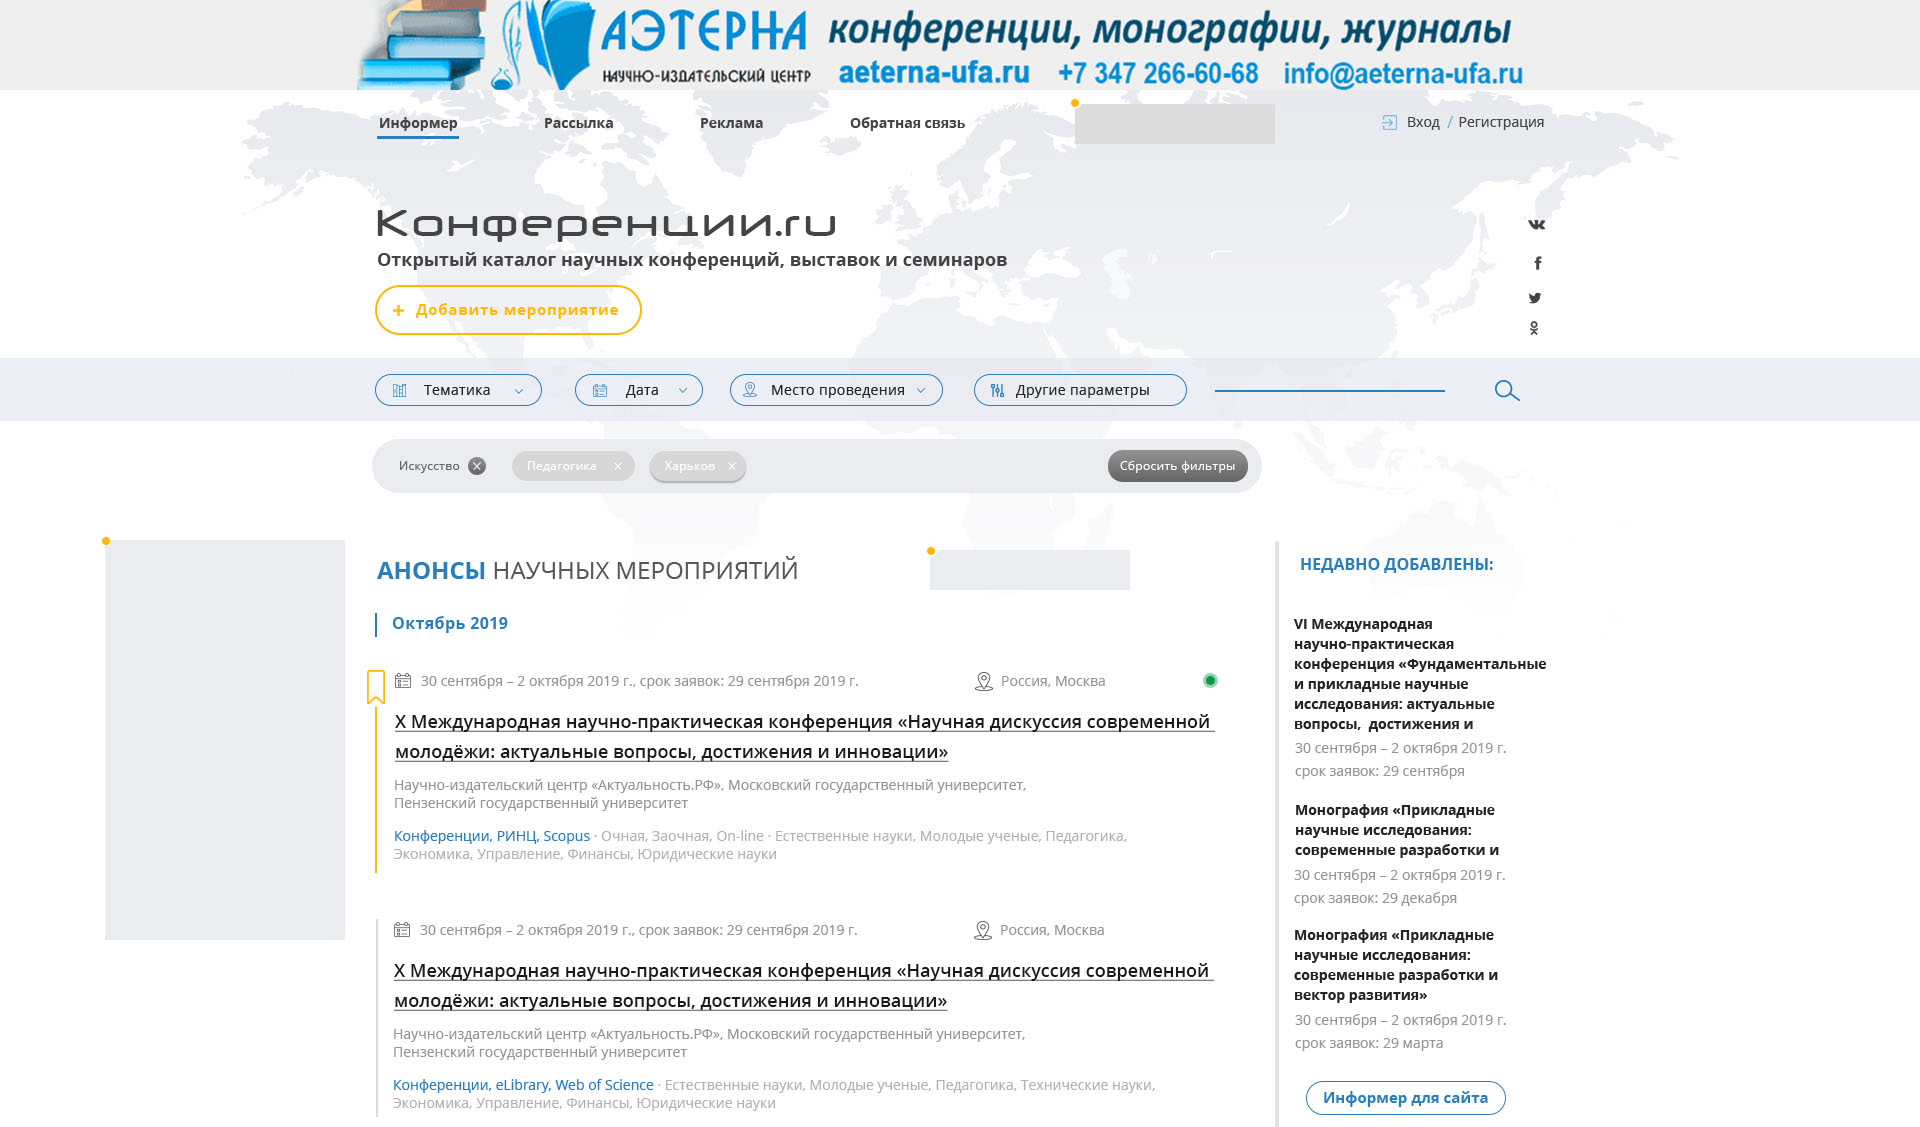 АЭТЕРНА
НАУЧНО-ИЗДАТЕЛЬСКИЙ ЦЕНТР
конференции, монографии, журналы
aeterna-ufa.ru +7 347 266-60-68 info@aeterna-ufa.ru
Информер Рассылка Реклама Обратная связь Вход / Регистрация
Конференции.ru
Открытый каталог научных конференций, выставок и семинаров
+ Добавить мероприятие
Тематика Дата Место проведения Другие параметры
Искусство Педагогика Харьков Сбросить фильтры
АНОНСЫ НАУЧНЫХ МЕРОПРИЯТИЙ
Октябрь 2019
30 сентября – 2 октября 2019 г., срок заявок: 29 сентября 2019 г. Россия, Москва
X Международная научно-практическая конференция «Научная дискуссия современной
молодёжи: актуальные вопросы, достижения и инновации»
Научно-издательский центр «Актуальность.РФ», Московский государственный университет,
Пензенский государственный университет
Конференции, РИНЦ, Scopus · Очная, Заочная, On-line · Естественные науки, Молодые ученые, Педагогика,
Экономика, Управление, Финансы, Юридические науки
30 сентября – 2 октября 2019 г., срок заявок: 29 сентября 2019 г. Россия, Москва
X Международная научно-практическая конференция «Научная дискуссия современной
молодёжи: актуальные вопросы, достижения и инновации»
Научно-издательский центр «Актуальность.РФ», Московский государственный университет,
Пензенский государственный университет
Конференции, eLibrary, Web of Science · Естественные науки, Молодые ученые, Педагогика, Технические науки,
Экономика, Управление, Финансы, Юридические науки
НЕДАВНО ДОБАВЛЕНЫ:
VI Международная
научно-практическая
конференция «Фундаментальные
и прикладные научные
исследования: актуальные
вопросы, достижения и
30 сентября – 2 октября 2019 г.
срок заявок: 29 сентября
Монография «Прикладные
научные исследования:
современные разработки и
30 сентября – 2 октября 2019 г.
срок заявок: 29 декабря
Монография «Прикладные
научные исследования:
современные разработки и
вектор развития»
30 сентября – 2 октября 2019 г.
срок заявок: 29 марта
Информер для сайта